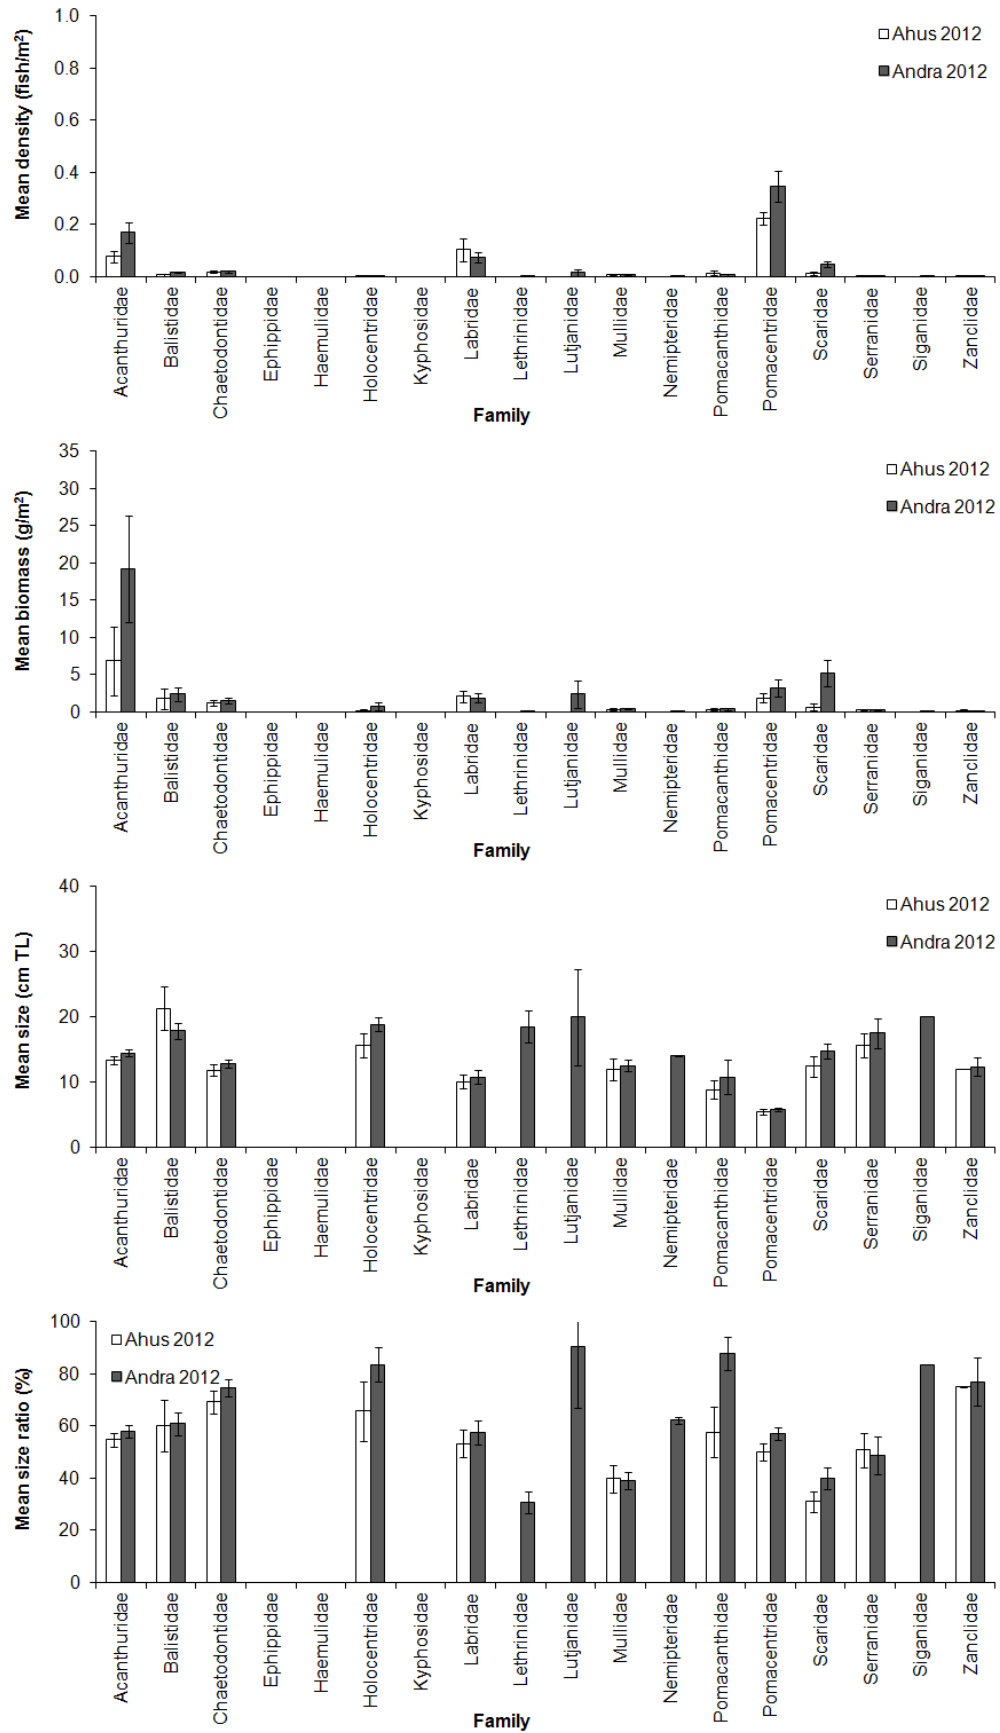 Mean density (fish/m²)
1.0
0.8
0.6
0.4
0.2
0.0
Ahus 2012
Andra 2012
Acanthuridae
Balistidae
Chaetodontidae
Ephippidae
Haemulidae
Holocentridae
Kyphosidae
Labridae
Lethrinidae
Lutjanidae
Mullidae
Nemipteridae
Pomacanthidae
Pomacentridae
Scaridae
Serranidae
Siganidae
Zanclidae
Family
Mean biomass (g/m²)
35
30
25
20
15
10
5
0
Ahus 2012
Andra 2012
Acanthuridae
Balistidae
Chaetodontidae
Ephippidae
Haemulidae
Holocentridae
Kyphosidae
Labridae
Lethrinidae
Lutjanidae
Mullidae
Nemipteridae
Pomacanthidae
Pomacentridae
Scaridae
Serranidae
Siganidae
Zanclidae
Family
Mean size (cm TL)
40
30
20
10
0
Ahus 2012
Andra 2012
Acanthuridae
Balistidae
Chaetodontidae
Ephippidae
Haemulidae
Holocentridae
Kyphosidae
Labridae
Lethrinidae
Lutjanidae
Mullidae
Nemipteridae
Pomacanthidae
Pomacentridae
Scaridae
Serranidae
Siganidae
Zanclidae
Family
Mean size ratio (%)
100
80
60
40
20
0
Ahus 2012
Andra 2012
Acanthuridae
Balistidae
Chaetodontidae
Ephippidae
Haemulidae
Holocentridae
Kyphosidae
Labridae
Lethrinidae
Lutjanidae
Mullidae
Nemipteridae
Pomacanthidae
Pomacentridae
Scaridae
Serranidae
Siganidae
Zanclidae
Family